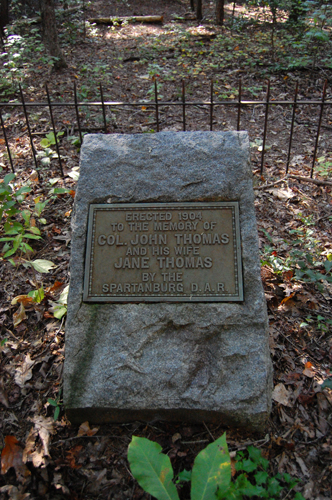 ERECTED 1904
TO THE MEMORY OF
COL. JOHN THOMAS
AND HIS WIFE
JANE THOMAS
BY THE
SPARTANBURG D.A.R.